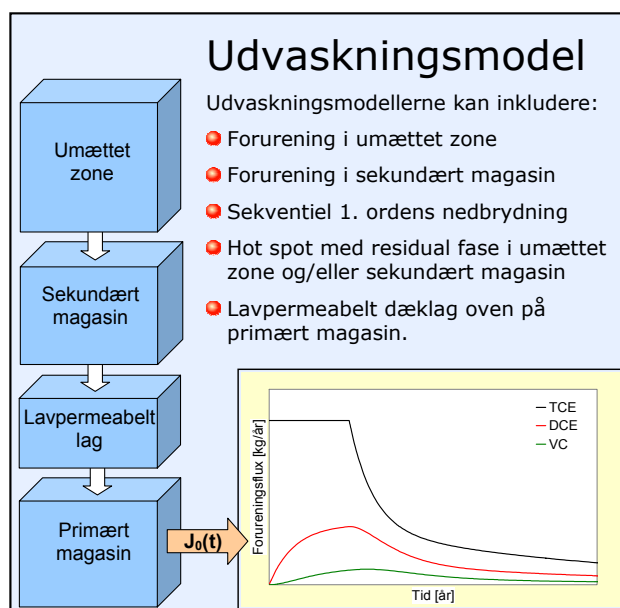 Udvaskningsmodel
Udvaskningsmodellerne kan inkludere:
Forurening i umættet zone
Forurening i sekundært magasin
Sekventiel 1. ordens nedbrydning
Hot spot med residual fase i umættet
zone og/eller sekundært magasin
Lavpermeabelt dæklag oven på
primært magasin.
Umættet
zone
Sekundært
magasin
Lavpermeabelt
lag
Primært
magasin
J₀(t)
Forureningsflux [kg/år]
TCE
DCE
VC
Tid [år]